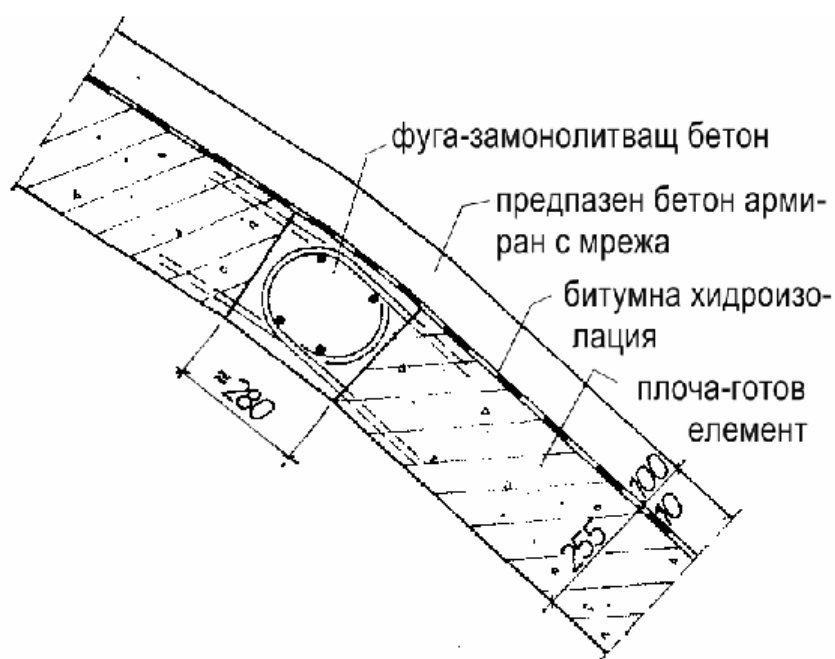 фуга-замонолитващ бетон
предпазен бетон арми-
ран с мрежа
битумна хидроизо-
лация
плоча-готов
елемент
≈280
100
10
255